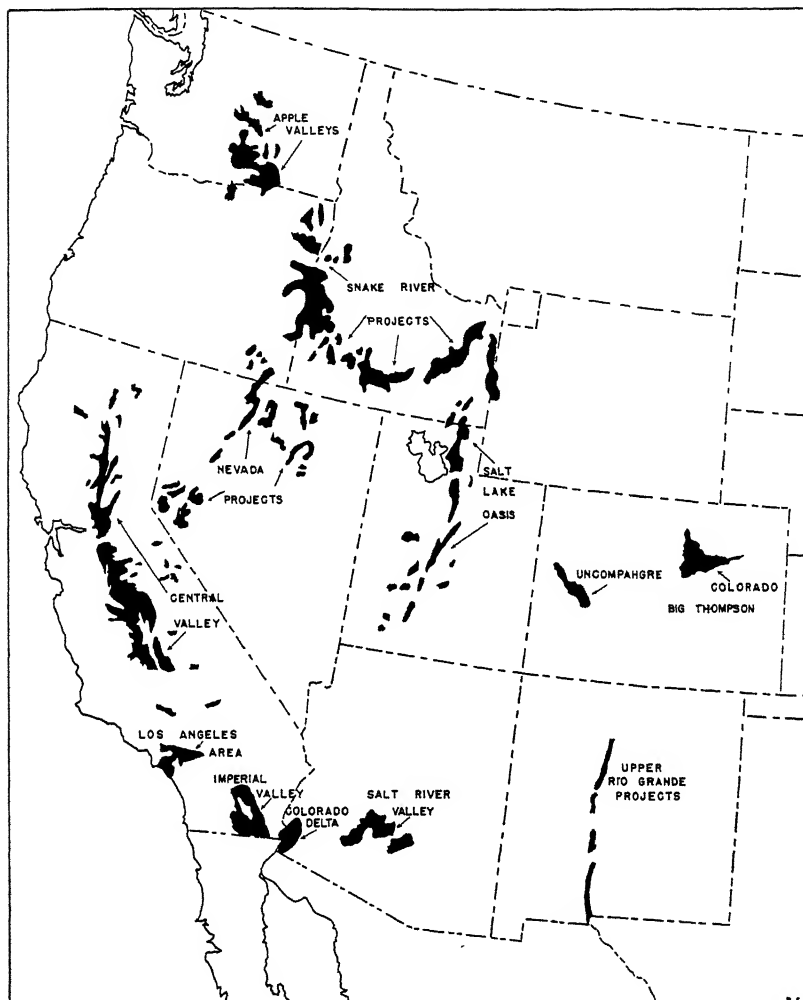 APPLE
VALLEYS
SNAKE RIVER
PROJECTS
NEVADA
PROJECTS
SALT
LAKE
OASIS
UNCOMPAHGRE
COLORADO
BIG THOMPSON
CENTRAL
VALLEY
LOS ANGELES
AREA
IMPERIAL
VALLEY
COLORADO
DELTA
SALT RIVER
VALLEY
UPPER
RIO GRANDE
PROJECTS